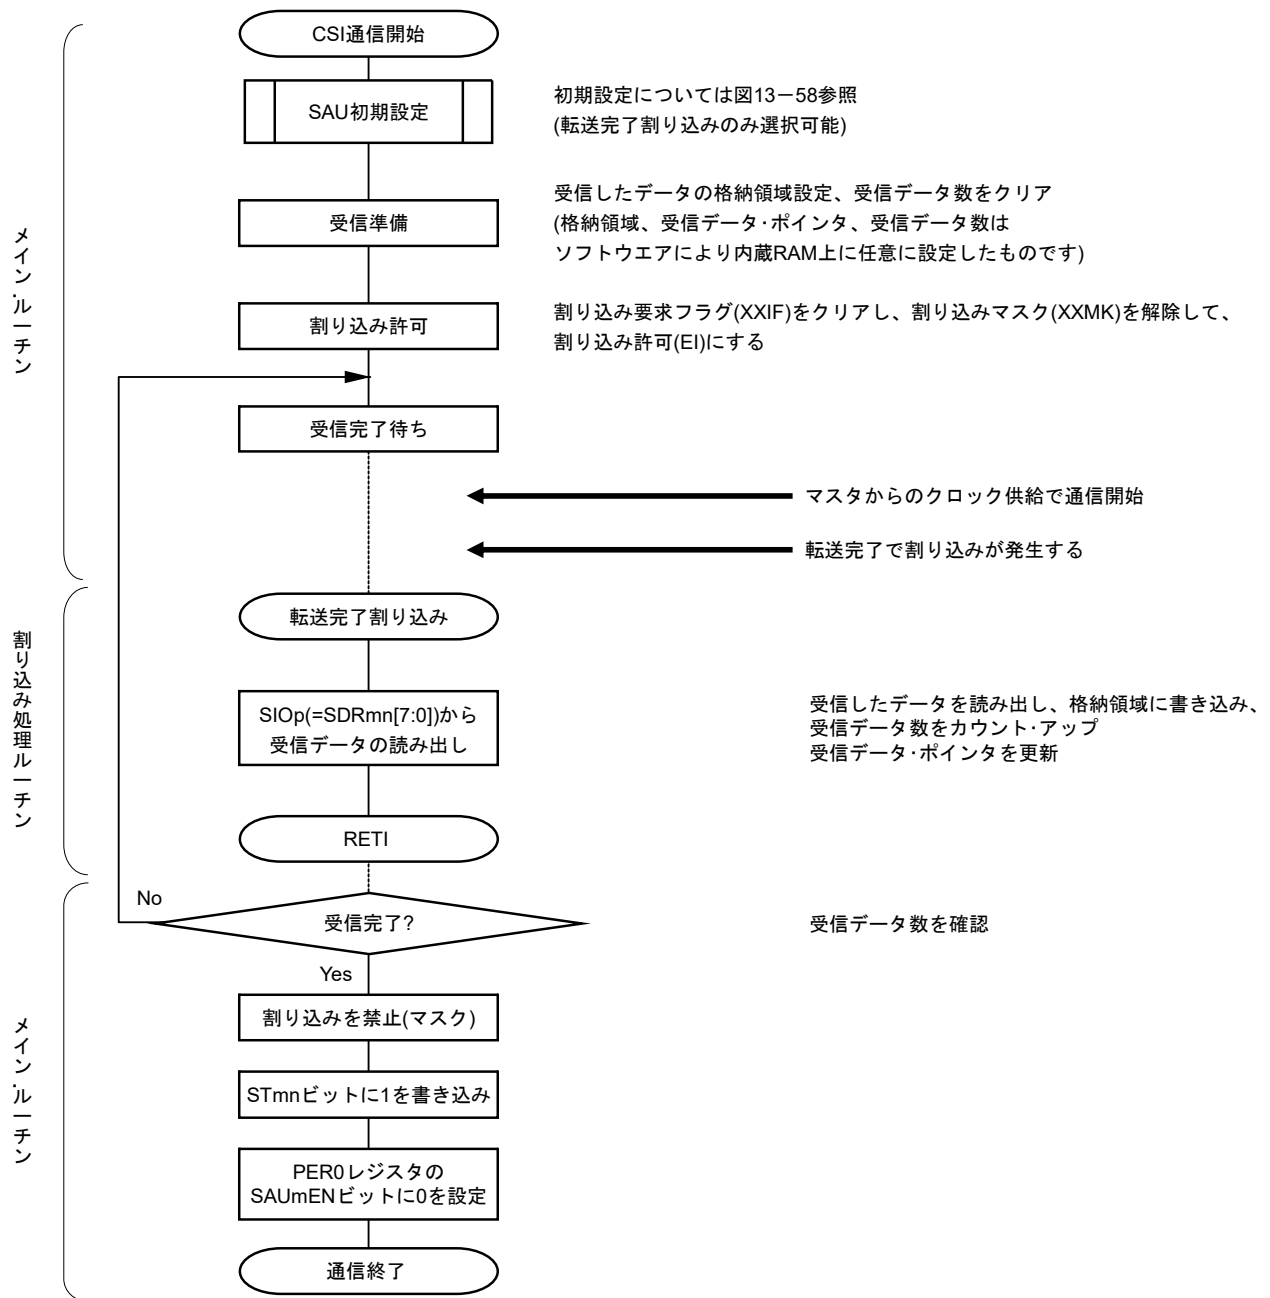 CSI通信開始
SAU初期設定
初期設定については図13－58参照
(転送完了割り込みのみ選択可能)
受信準備
受信したデータの格納領域設定、受信データ数をクリア
(格納領域、受信データ･ポインタ、受信データ数は
ソフトウエアにより内蔵RAM上に任意に設定したものです)
メイン･ルーチン
割り込み許可
割り込み要求フラグ(XXIF)をクリアし、割り込みマスク(XXMK)を解除して、
割り込み許可(EI)にする
受信完了待ち
マスタからのクロック供給で通信開始
転送完了で割り込みが発生する
転送完了割り込み
割り込み処理ルーチン
SIOp(=SDRmn[7:0])から
受信データの読み出し
受信したデータを読み出し、格納領域に書き込み、
受信データ数をカウント･アップ
受信データ･ポインタを更新
RETI
No
受信完了?
受信データ数を確認
Yes
メイン･ルーチン
割り込みを禁止(マスク)
STmnビットに1を書き込み
PER0レジスタの
SAUmENビットに0を設定
通信終了